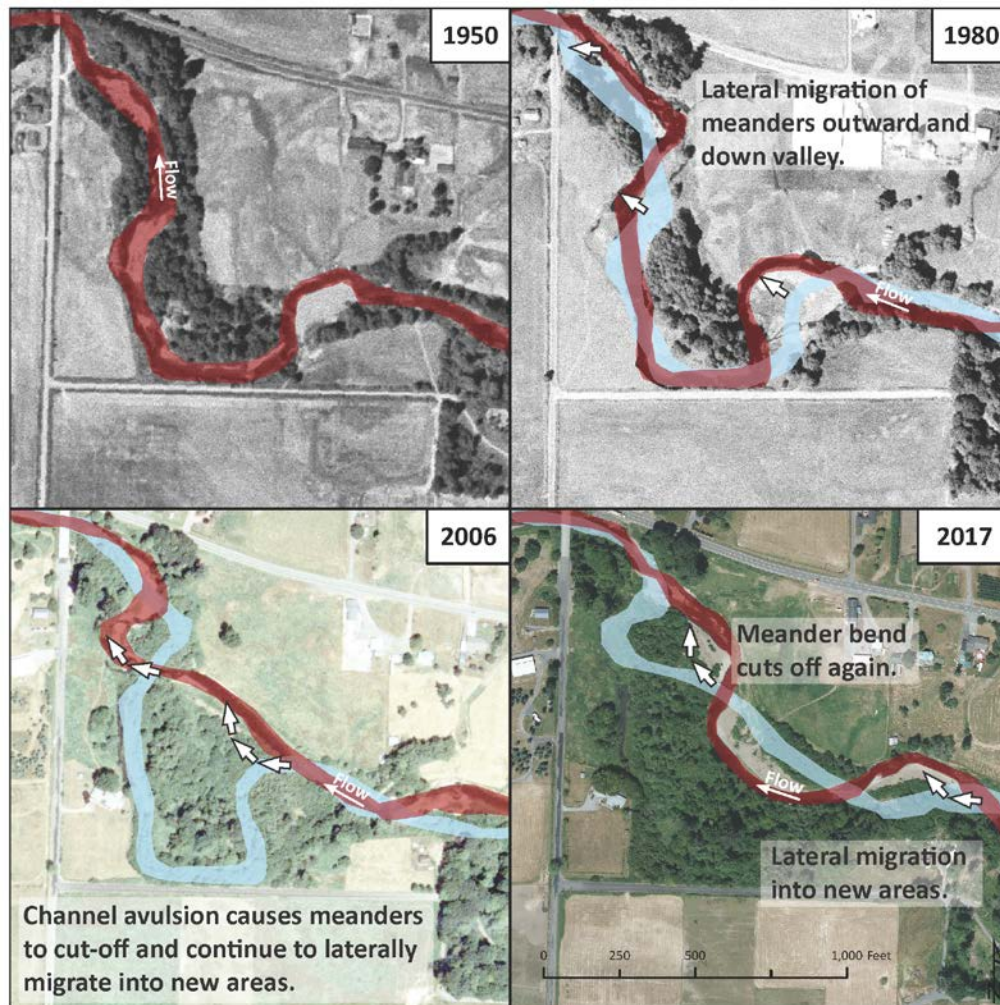 1950
Flow
1980
Lateral migration of
meanders outward and
down valley.
Flow
2006
Flow
Channel avulsion causes meanders
to cut-off and continue to laterally
migrate into new areas.
2017
Meander bend
cuts off again.
Flow
Lateral migration
into new areas.
0 250 500 1,000 Feet